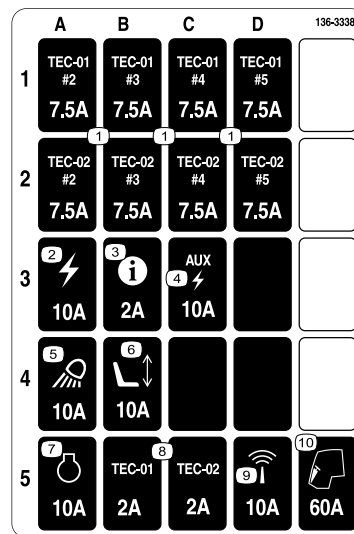 A B C D 136-3338
1
TEC-01 TEC-01 TEC-01 TEC-01
#2 #3 #4 #5
7.5A 7.5A 7.5A 7.5A
1 1 1
2
TEC-02 TEC-02 TEC-02 TEC-02
#2 #3 #4 #5
7.5A 7.5A 7.5A 7.5A
2 3 AUX
3 i 4
10A 2A 10A
5 6
4
10A 10A
7 8 10
5 TEC-01 TEC-02 9
10A 2A 2A 10A 60A